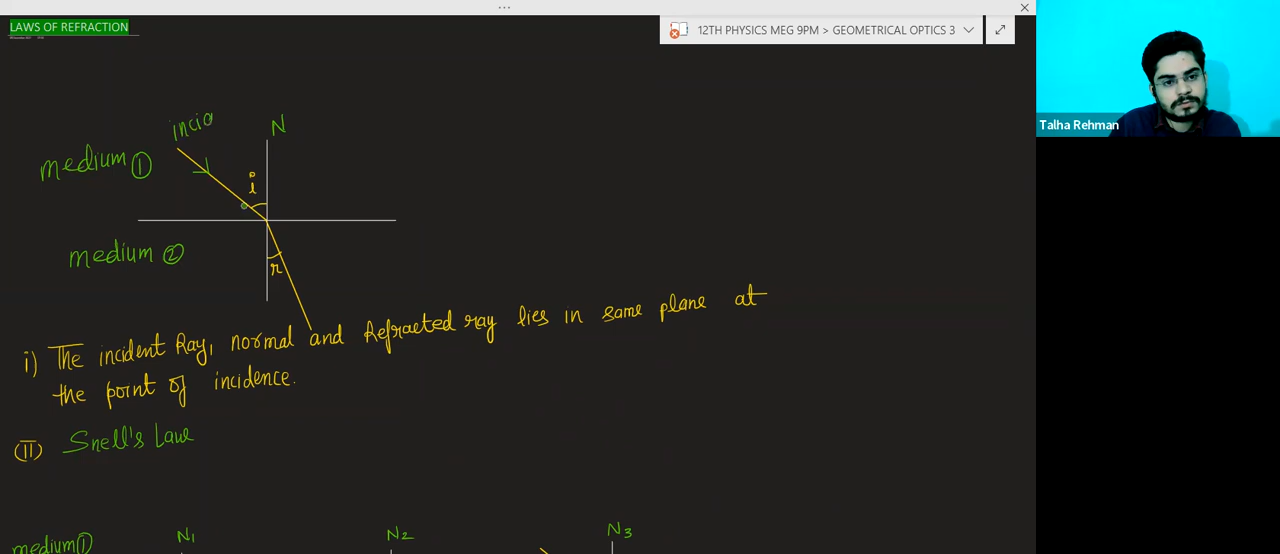 LAWS OF REFRACTION
12TH PHYSICS MEG 9PM > GEOMETRICAL OPTICS 3
Talha Rehman
incid
N
medium ①
i
medium ②
r
i) The incident Ray, normal and Refracted ray lies in same plane at
the point of incidence.
(II) Snell's Law
medium ①
N1
N2
N3